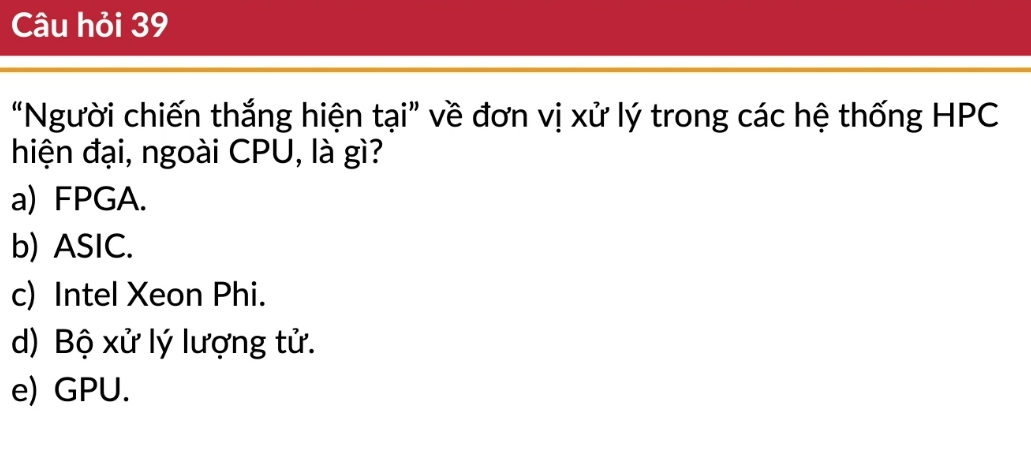 Câu hỏi 39
“Người chiến thắng hiện tại” về đơn vị xử lý trong các hệ thống HPC
hiện đại, ngoài CPU, là gì?
a) FPGA.
b) ASIC.
c) Intel Xeon Phi.
d) Bộ xử lý lượng tử.
e) GPU.